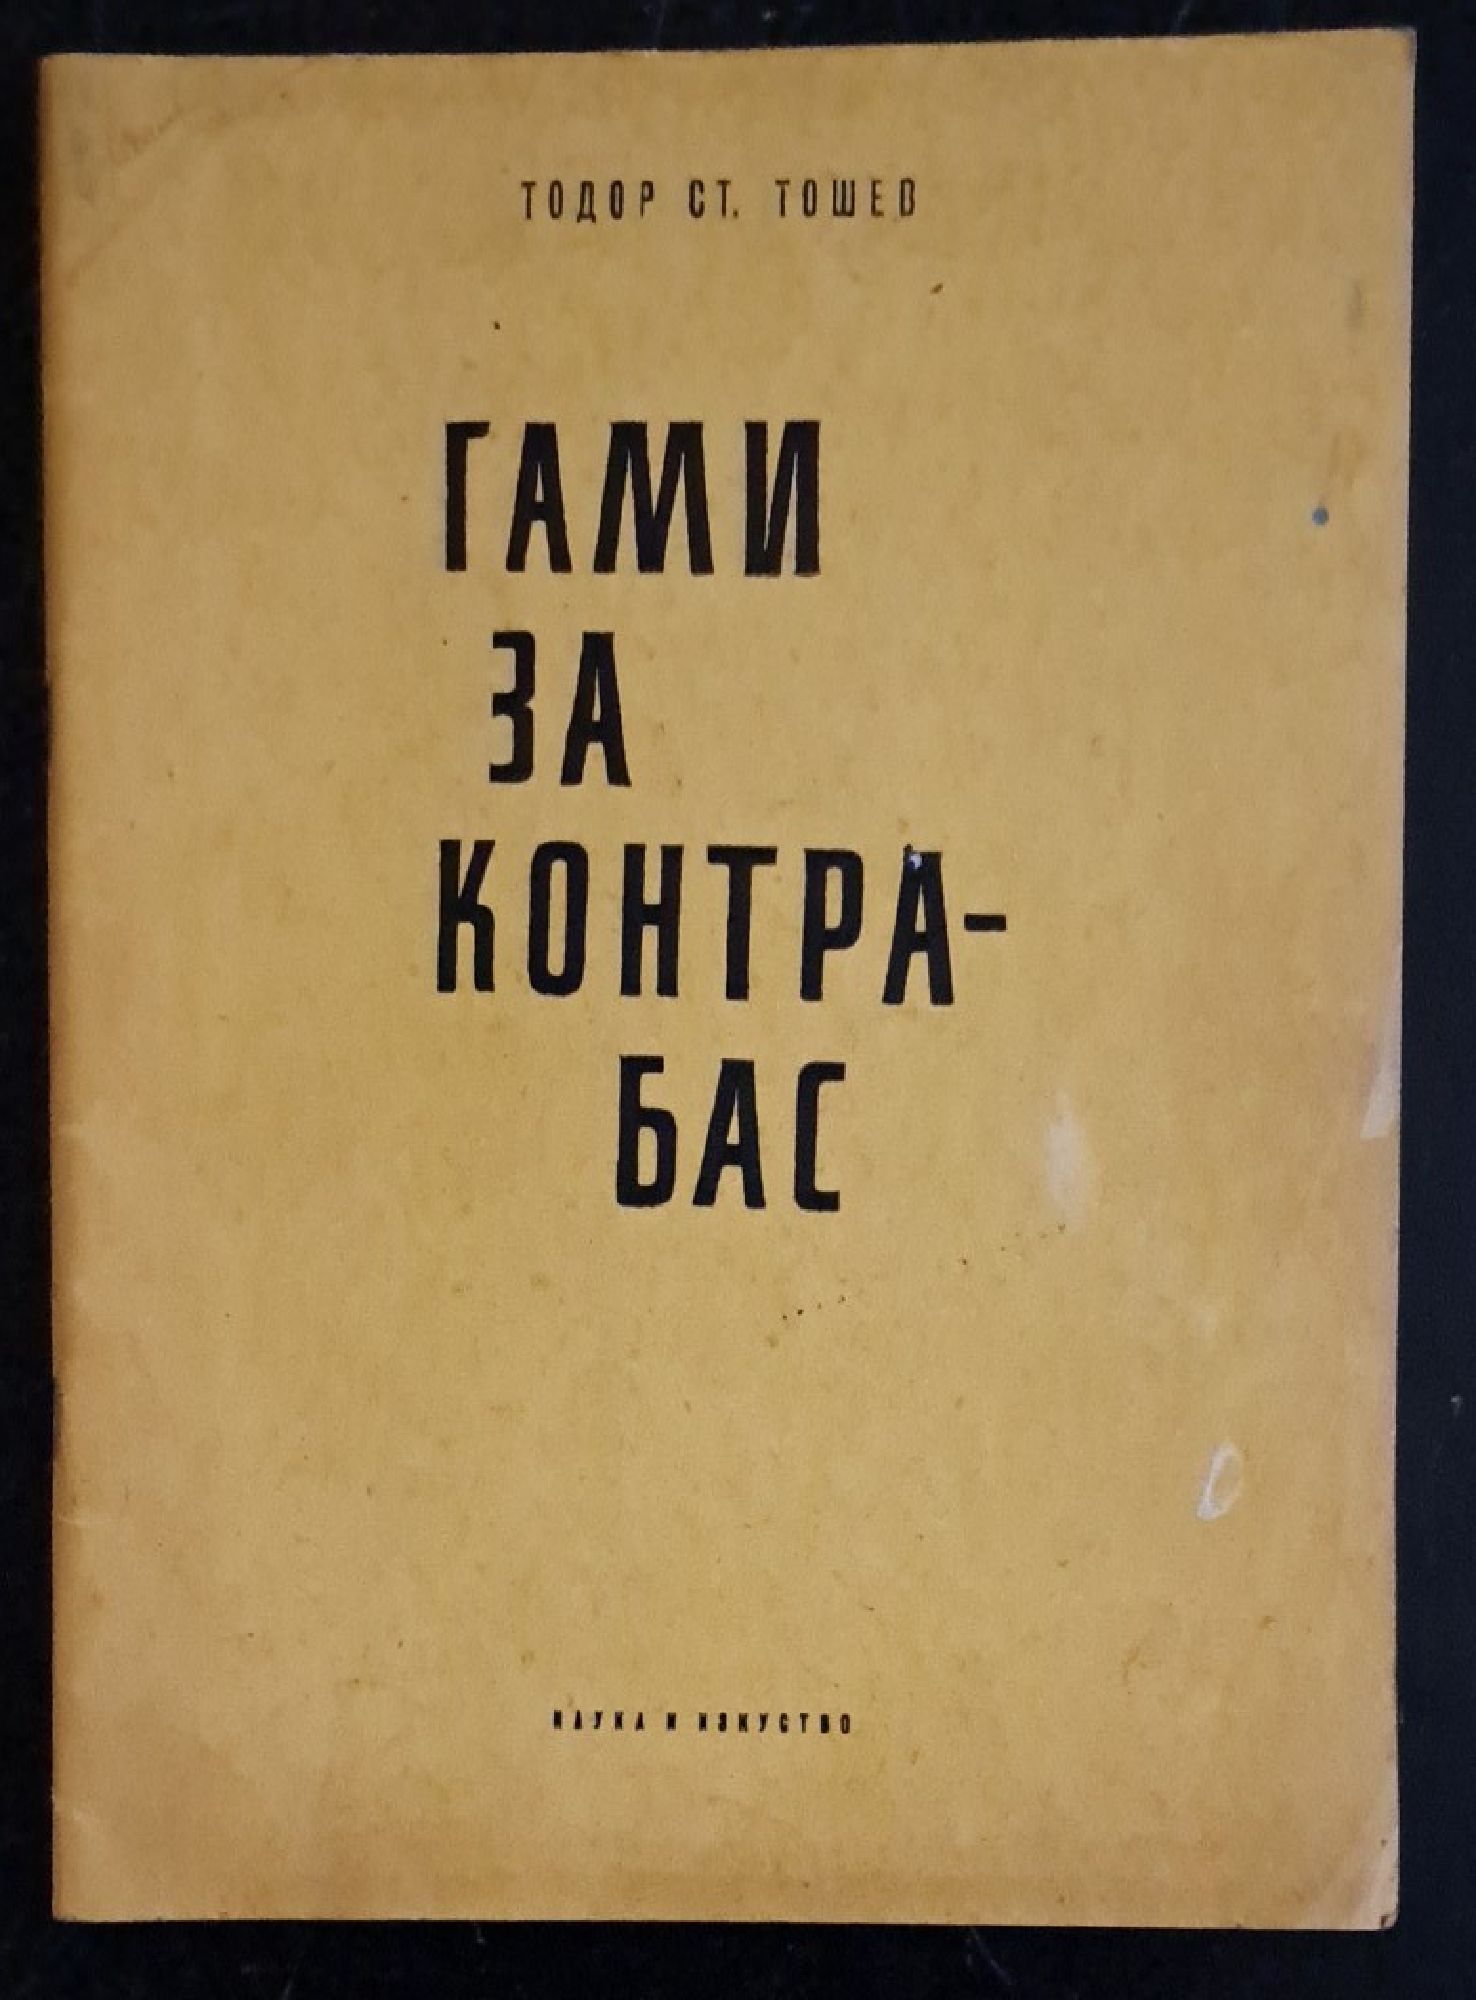 ТОДОР СТ. ТОШЕВ
ГАМИ
ЗА
КОНТРА-
БАС
НАУКА И ИЗКУСТВО